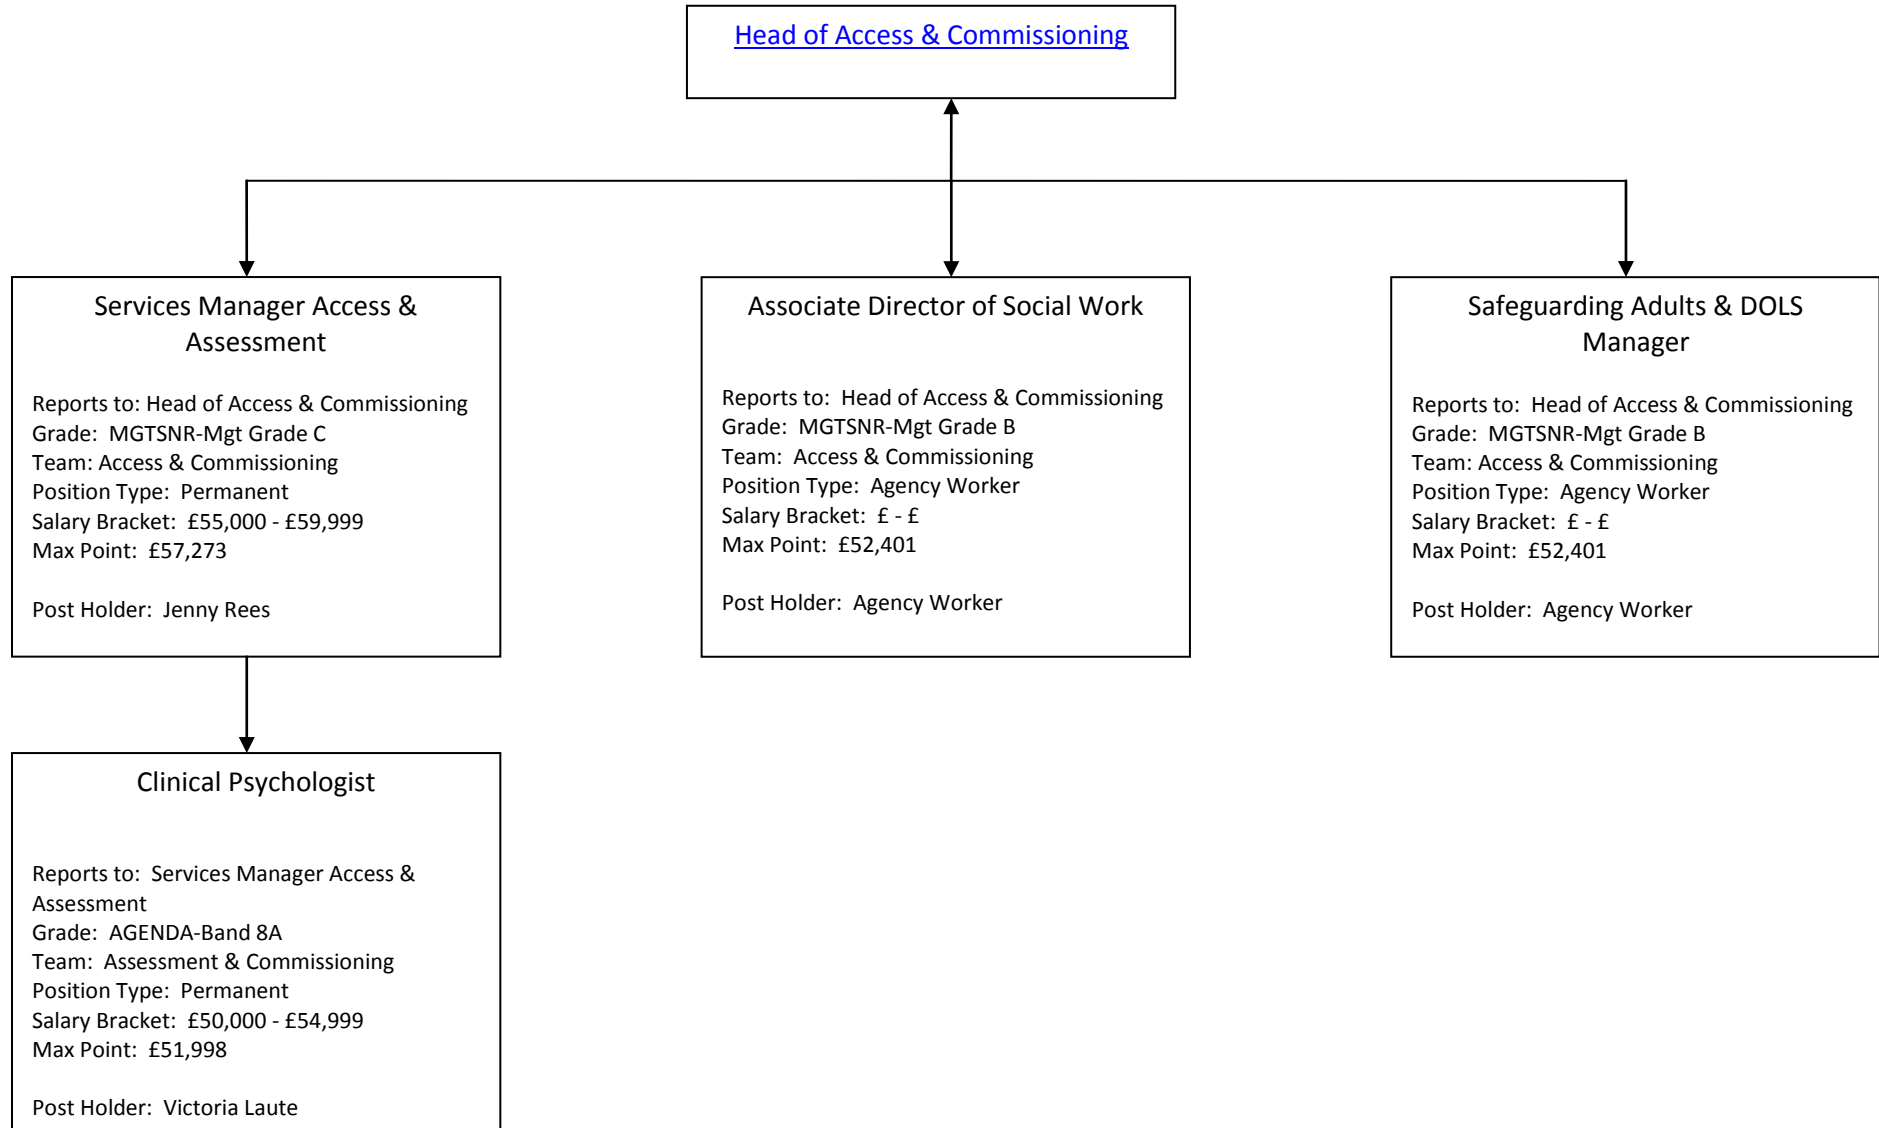 Head of Access & Commissioning
Services Manager Access &
Assessment
Reports to: Head of Access & Commissioning
Grade: MGTSNR-Mgt Grade C
Team: Access & Commissioning
Position Type: Permanent
Salary Bracket: £55,000 - £59,999
Max Point: £57,273
Post Holder: Jenny Rees
Associate Director of Social Work
Reports to: Head of Access & Commissioning
Grade: MGTSNR-Mgt Grade B
Team: Access & Commissioning
Position Type: Agency Worker
Salary Bracket: £ - £
Max Point: £52,401
Post Holder: Agency Worker
Safeguarding Adults & DOLS
Manager
Reports to: Head of Access & Commissioning
Grade: MGTSNR-Mgt Grade B
Team: Access & Commissioning
Position Type: Agency Worker
Salary Bracket: £ - £
Max Point: £52,401
Post Holder: Agency Worker
Clinical Psychologist
Reports to: Services Manager Access &
Assessment
Grade: AGENDA-Band 8A
Team: Assessment & Commissioning
Position Type: Permanent
Salary Bracket: £50,000 - £54,999
Max Point: £51,998
Post Holder: Victoria Laute